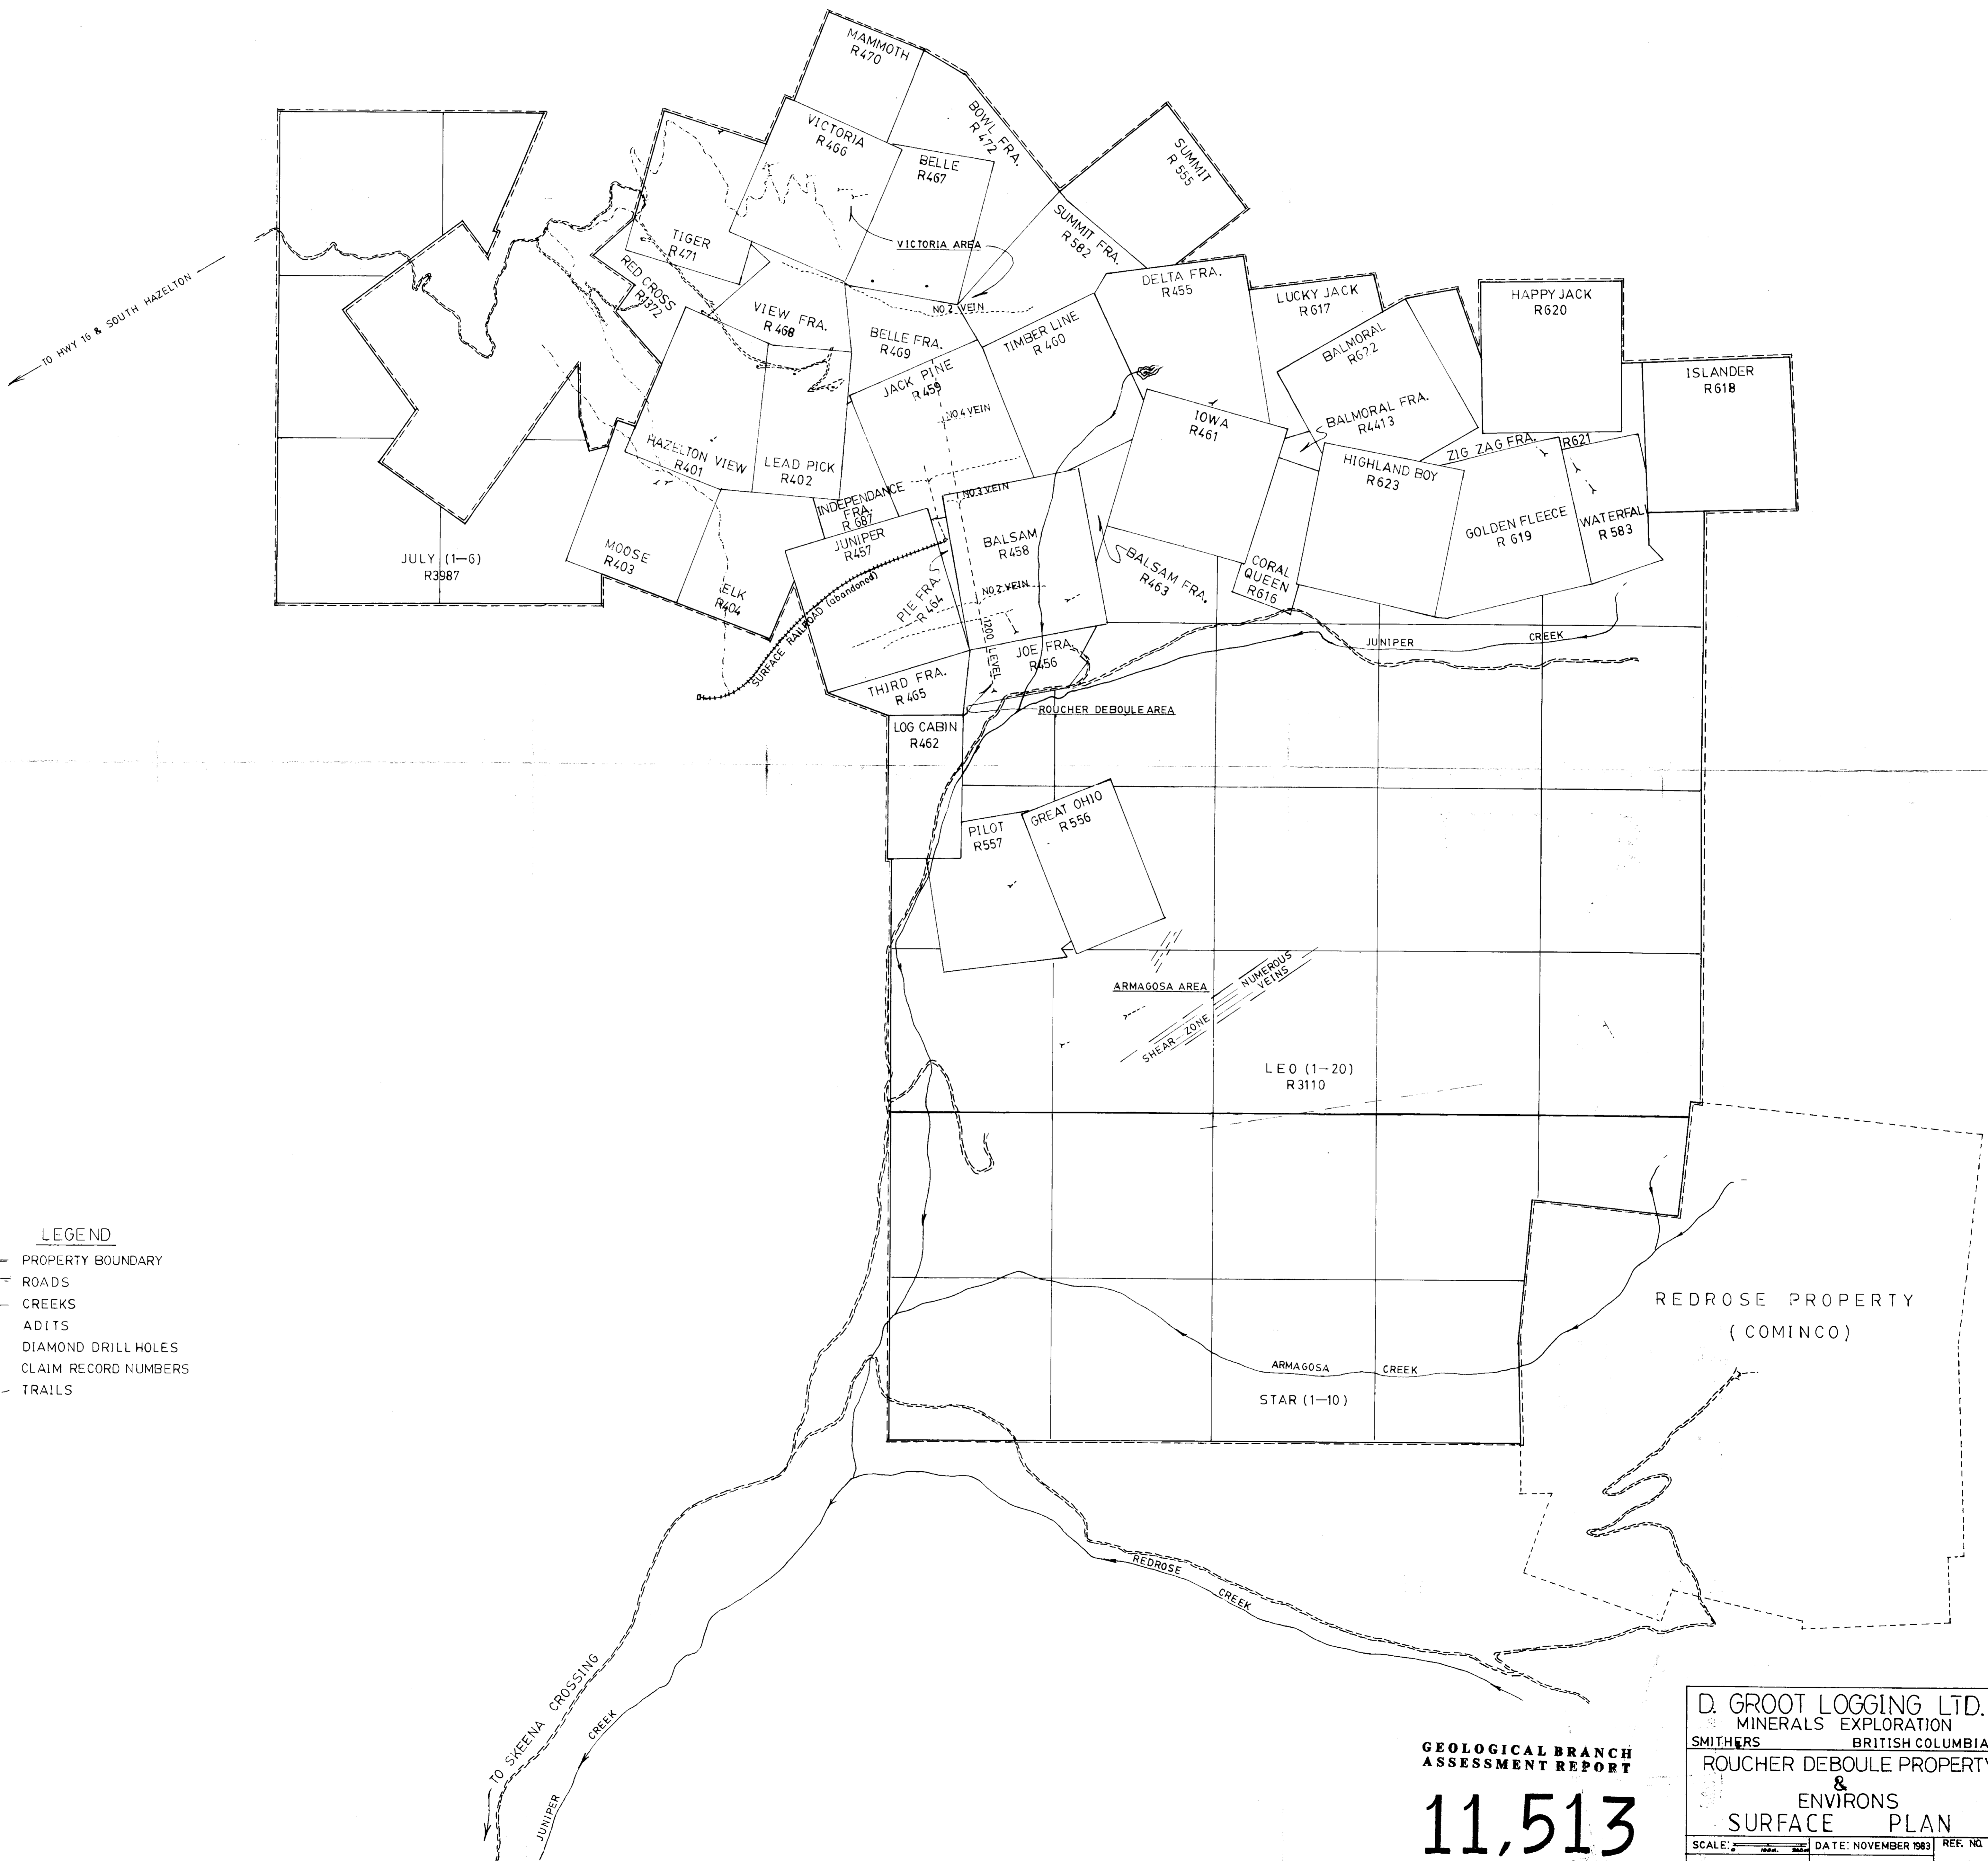 MAMMOTH
R470
BOWL FRA.
R472
VICTORIA
R466
BELLE
R467
SUMMIT
R555
SUMMIT FRA.
R582
TIGER
R471
VICTORIA AREA
RED CROSS
R1372
TO HWY 16 & SOUTH HAZELTON
VIEW FRA.
R468
NO.2 VEIN
BELLE FRA.
R469
TIMBER LINE
R460
DELTA FRA.
R455
LUCKY JACK
R617
HAPPY JACK
R620
BALMORAL
R622
ISLANDER
R618
JACK PINE
R459
NO.4 VEIN
IOWA
R461
BALMORAL FRA.
R4413
ZIG ZAG FRA.
R621
HAZELTON VIEW
R401
LEAD PICK
R402
HIGHLAND BOY
R623
INDEPENDANCE
FRA.
R687
NO.3 VEIN
GOLDEN FLEECE
R619
WATERFALL
R583
JULY (1—6)
R3987
MOOSE
R403
ELK
R404
JUNIPER
R457
BALSAM
R458
BALSAM FRA.
R463
CORAL
QUEEN
R616
PIE FRA.
R464
NO.2 VEIN
SURFACE RAILROAD (abandoned)
1200 LEVEL
JOE FRA.
R456
JUNIPER CREEK
THIRD FRA.
R465
ROUCHER DEBOULE AREA
LOG CABIN
R462
PILOT
R557
GREAT OHIO
R556
ARMAGOSA AREA
NUMEROUS
VEINS
SHEAR-ZONE
LEO (1—20)
R3110
LEGEND
PROPERTY BOUNDARY
ROADS
CREEKS
ADITS
DIAMOND DRILL HOLES
CLAIM RECORD NUMBERS
TRAILS
REDROSE PROPERTY
(COMINCO)
ARMAGOSA CREEK
STAR (1—10)
REDROSE CREEK
TO SKEENA CROSSING
JUNIPER CREEK
GEOLOGICAL BRANCH
ASSESSMENT REPORT
11,513
D. GROOT LOGGING LTD.
MINERALS EXPLORATION
SMITHERS BRITISH COLUMBIA
ROUCHER DEBOULE PROPERTY
&
ENVIRONS
SURFACE PLAN
SCALE: 0 100m. 200m DATE: NOVEMBER 1983 REF. NO.